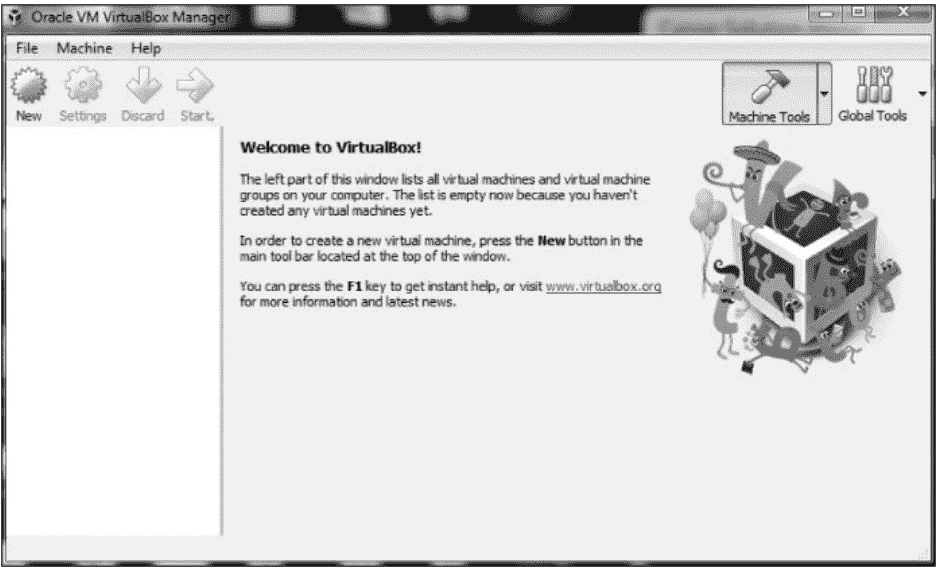 Oracle VM VirtualBox Manager
File Machine Help
New Settings Discard Start
Machine Tools Global Tools
Welcome to VirtualBox!
The left part of this window lists all virtual machines and virtual machine
groups on your computer. The list is empty now because you haven't
created any virtual machines yet.
In order to create a new virtual machine, press the New button in the
main tool bar located at the top of the window.
You can press the F1 key to get instant help, or visit www.virtualbox.org
for more information and latest news.